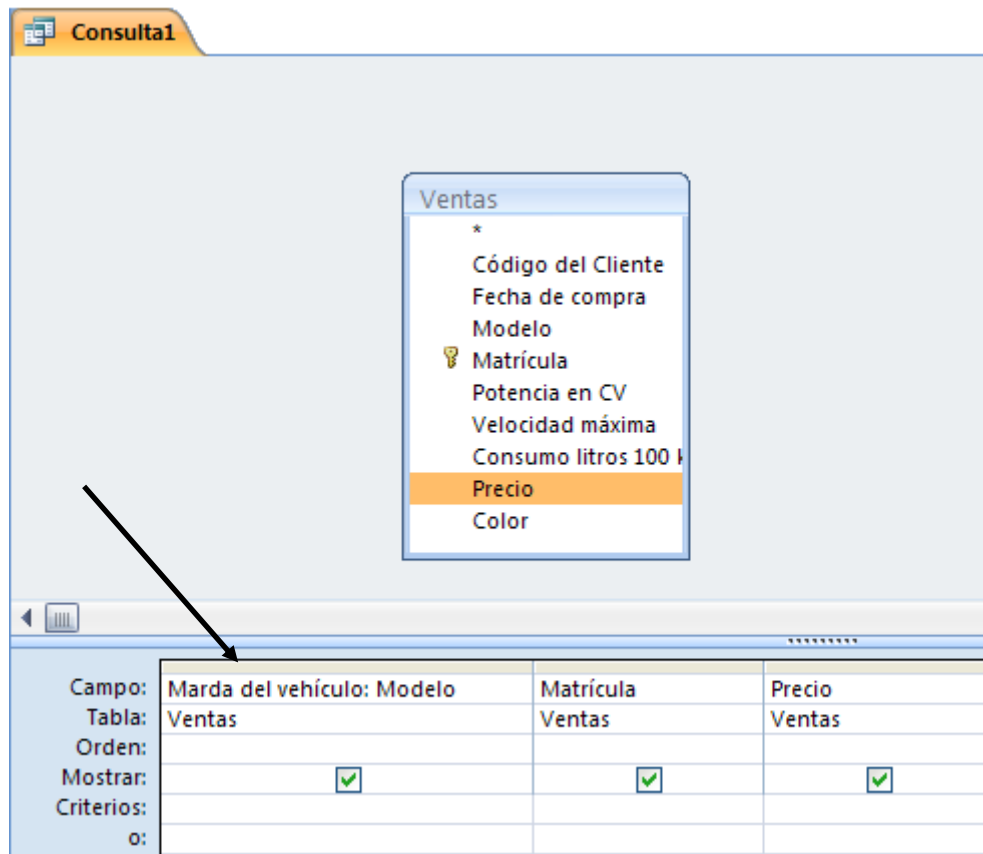 Consulta1
Ventas
*
Código del Cliente
Fecha de compra
Modelo
Matrícula
Potencia en CV
Velocidad máxima
Consumo litros 100 k
Precio
Color
Campo: Marda del vehículo: Modelo Matrícula Precio
Tabla: Ventas Ventas Ventas
Orden:
Mostrar:
Criterios:
o: